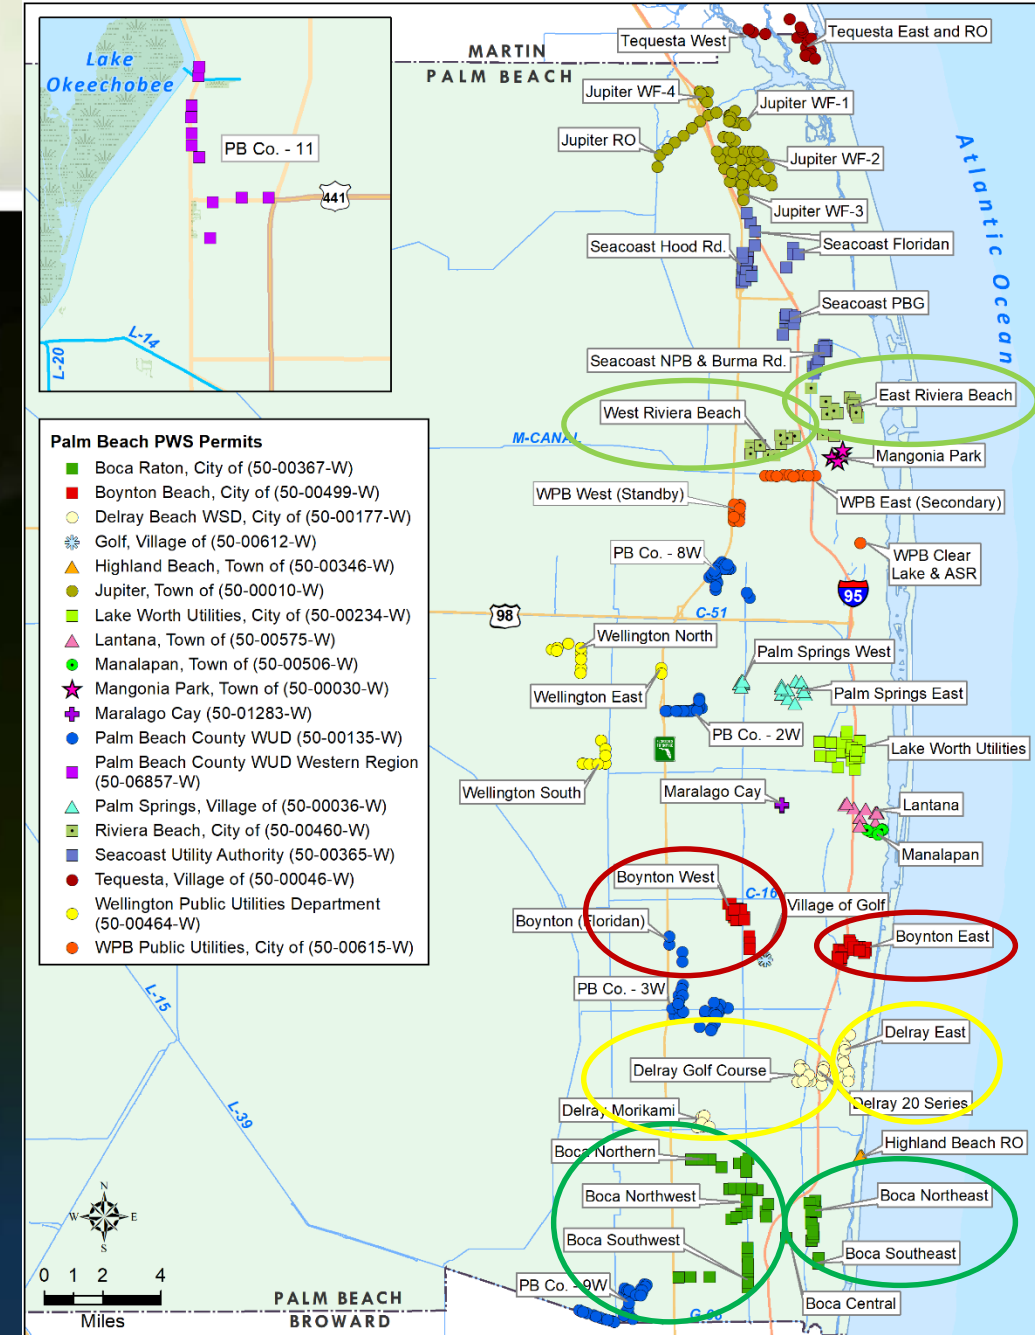 Lake
Okeechobee
PB Co. - 11
441
L-14
L-20
MARTIN
PALM BEACH
Tequesta West
Tequesta East and RO
Jupiter WF-4
Jupiter WF-1
Jupiter RO
Jupiter WF-2
Jupiter WF-3
Atlantic Ocean
Seacoast Hood Rd.
Seacoast Floridan
Seacoast PBG
Seacoast NPB & Burma Rd.
East Riviera Beach
West Riviera Beach
M-CANAL
Mangonia Park
WPB West (Standby)
WPB East (Secondary)
PB Co. - 8W
WPB Clear
Lake & ASR
95
98
C-51
Wellington North
Palm Springs West
Wellington East
Palm Springs East
PB Co. - 2W
Lake Worth Utilities
Wellington South
Maralago Cay
Lantana
Manalapan
Boynton West
C-16
Village of Golf
Boynton (Floridan)
Boynton East
PB Co. - 3W
L-15
Delray East
Delray Golf Course
Delray 20 Series
Delray Morikami
L-39
Highland Beach RO
Boca Northern
Boca Northwest
Boca Northeast
Boca Southwest
Boca Southeast
PB Co. - 9W
Boca Central
Palm Beach PWS Permits
Boca Raton, City of (50-00367-W)
Boynton Beach, City of (50-00499-W)
Delray Beach WSD, City of (50-00177-W)
Golf, Village of (50-00612-W)
Highland Beach, Town of (50-00346-W)
Jupiter, Town of (50-00010-W)
Lake Worth Utilities, City of (50-00234-W)
Lantana, Town of (50-00575-W)
Manalapan, Town of (50-00506-W)
Mangonia Park, Town of (50-00030-W)
Maralago Cay (50-01283-W)
Palm Beach County WUD (50-00135-W)
Palm Beach County WUD Western Region
(50-06857-W)
Palm Springs, Village of (50-00036-W)
Riviera Beach, City of (50-00460-W)
Seacoast Utility Authority (50-00365-W)
Tequesta, Village of (50-00046-W)
Wellington Public Utilities Department
(50-00464-W)
WPB Public Utilities, City of (50-00615-W)
N
W E
S
0 1 2 4
Miles
PALM BEACH
BROWARD